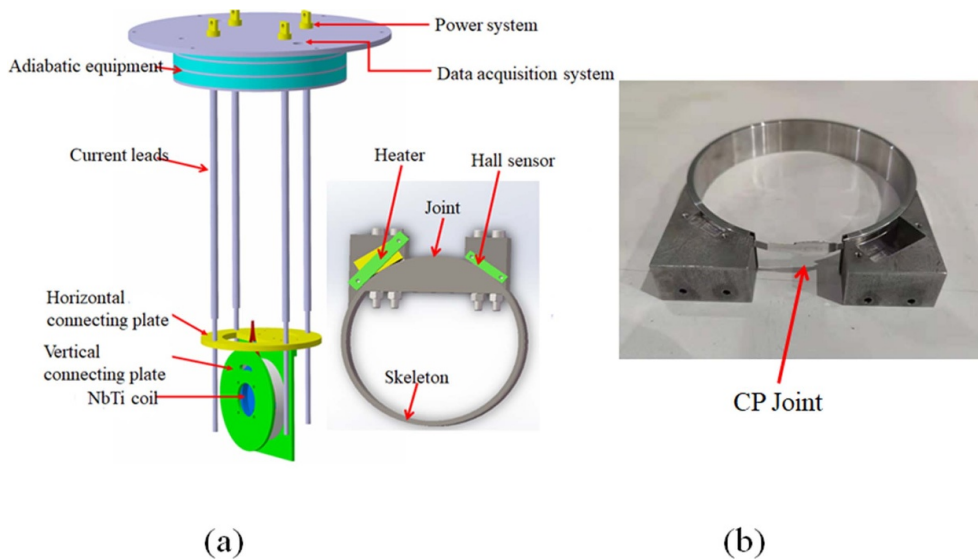 Power system
Adiabatic equipment
Data acquisition system
Current leads
Heater
Hall sensor
Joint
Horizontal
connecting plate
Vertical
connecting plate
NbTi coil
Skeleton
CP Joint
(a)
(b)